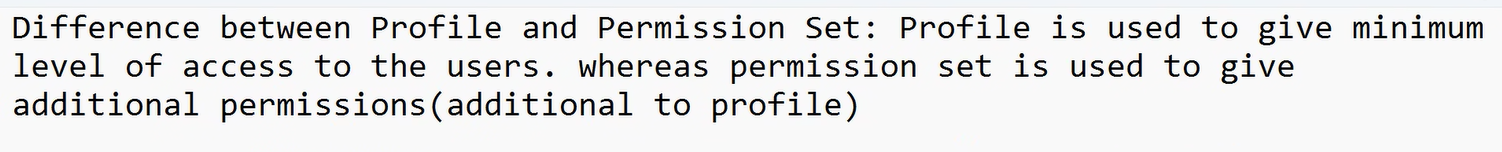 Difference between Profile and Permission Set: Profile is used to give minimum
level of access to the users. whereas permission set is used to give
additional permissions(additional to profile)